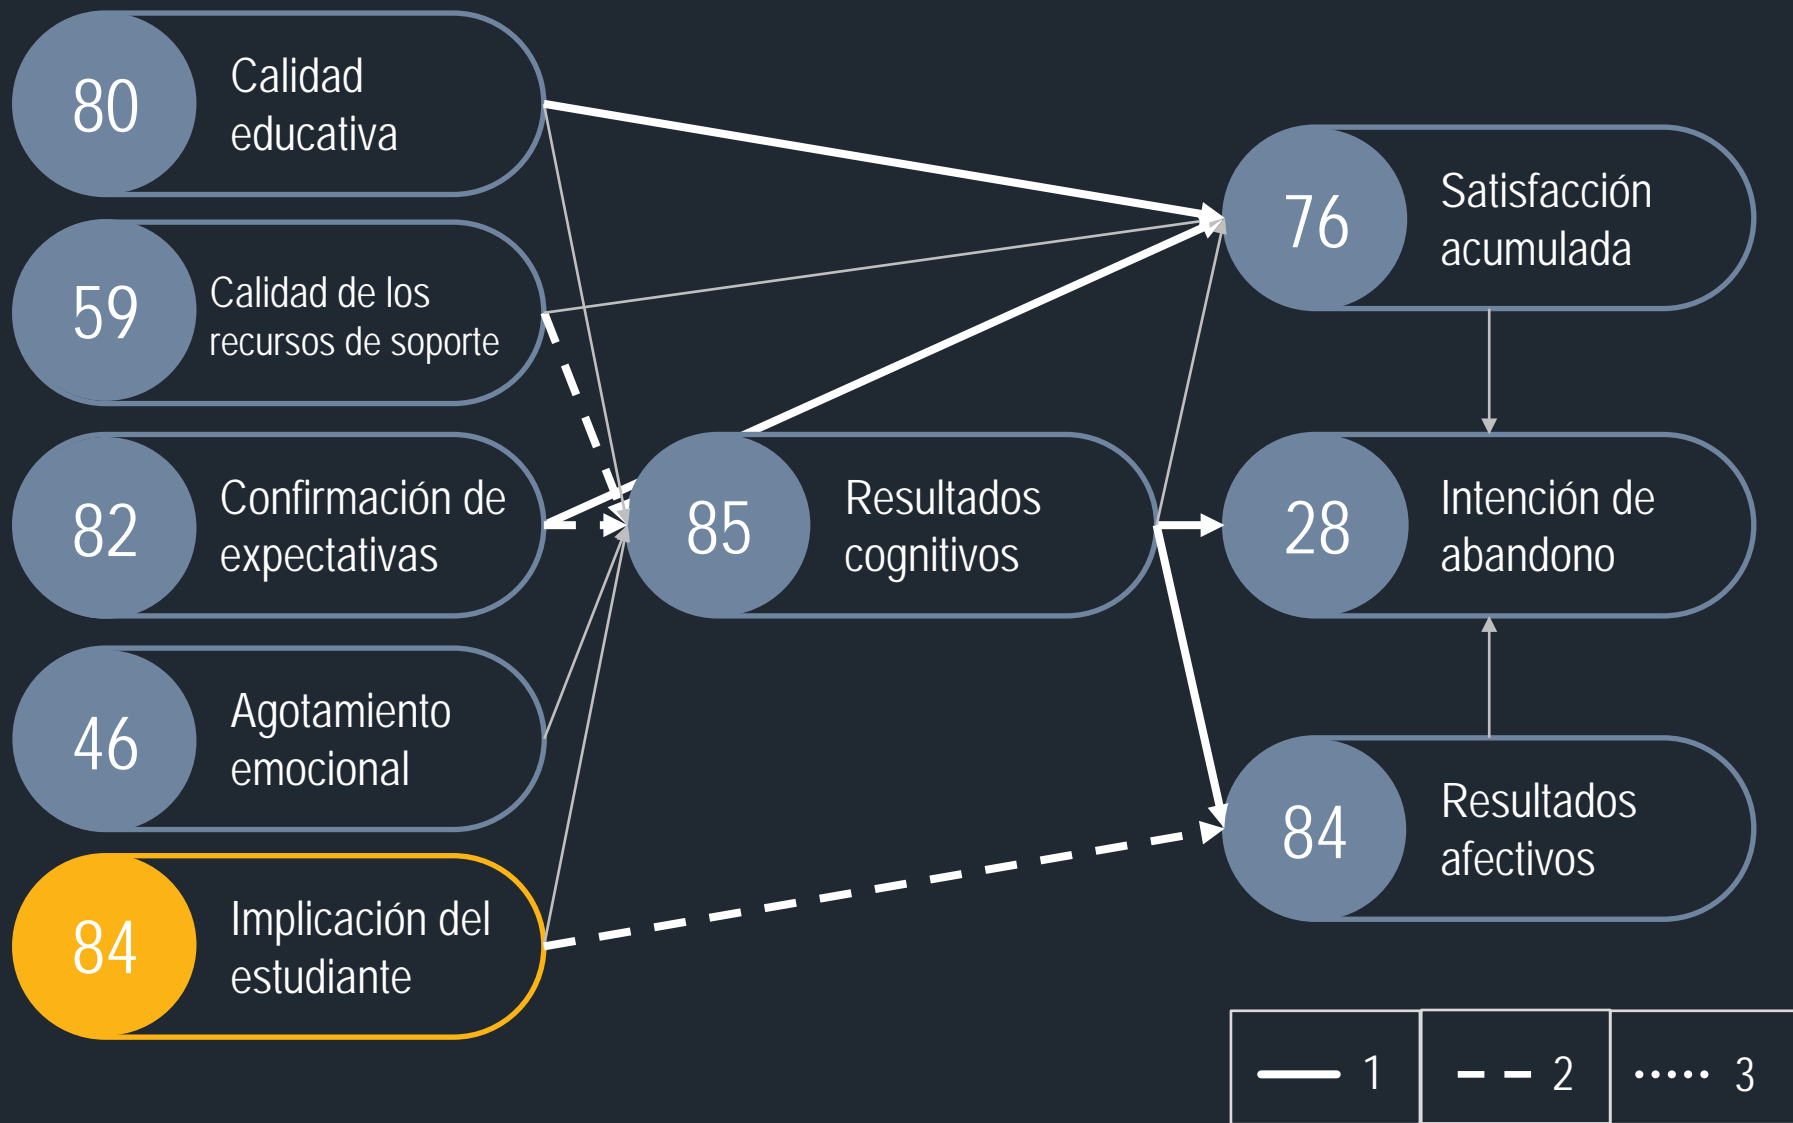 80
Calidad
educativa
59
Calidad de los
recursos de soporte
82
Confirmación de
expectativas
46
Agotamiento
emocional
84
Implicación del
estudiante
85
Resultados
cognitivos
76
Satisfacción
acumulada
28
Intención de
abandono
84
Resultados
afectivos
1
2
3